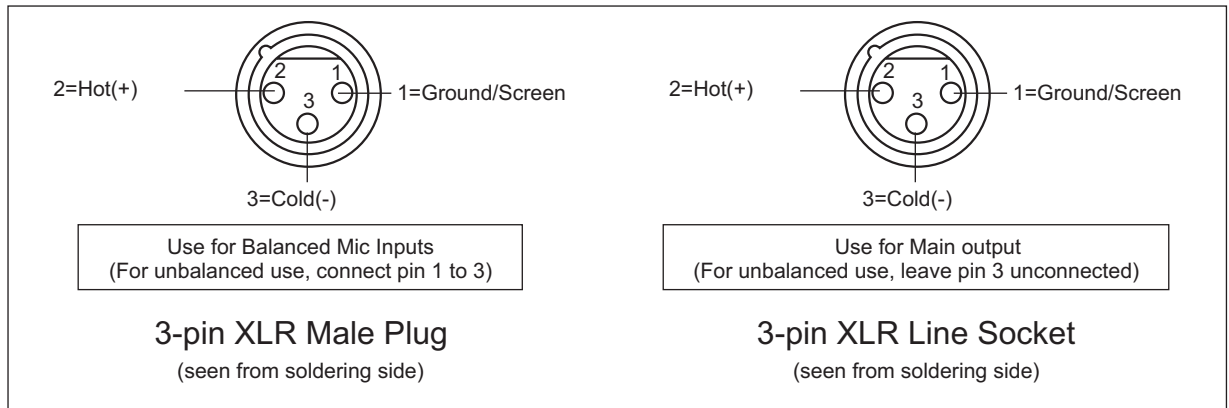 2 1
2=Hot(+)
3
1=Ground/Screen
3=Cold(-)
Use for Balanced Mic Inputs
(For unbalanced use, connect pin 1 to 3)
3-pin XLR Male Plug
(seen from soldering side)
2 1
2=Hot(+)
3
1=Ground/Screen
3=Cold(-)
Use for Main output
(For unbalanced use, leave pin 3 unconnected)
3-pin XLR Line Socket
(seen from soldering side)